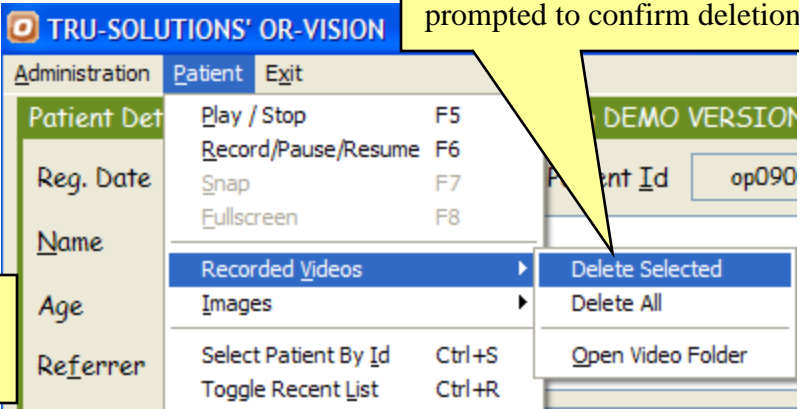 prompted to confirm deletion
TRU-SOLUTIONS' OR-VISION
Administration Patient Exit
Patient Det
DEMO VERSION
Play / Stop F5
Record/Pause/Resume F6
Snap F7
Fullscreen F8
Reg. Date
Patient Id op090
Name
Recorded Videos
Delete Selected
Age
Images
Delete All
Open Video Folder
Referrer
Select Patient By Id Ctrl+S
Toggle Recent List Ctrl+R